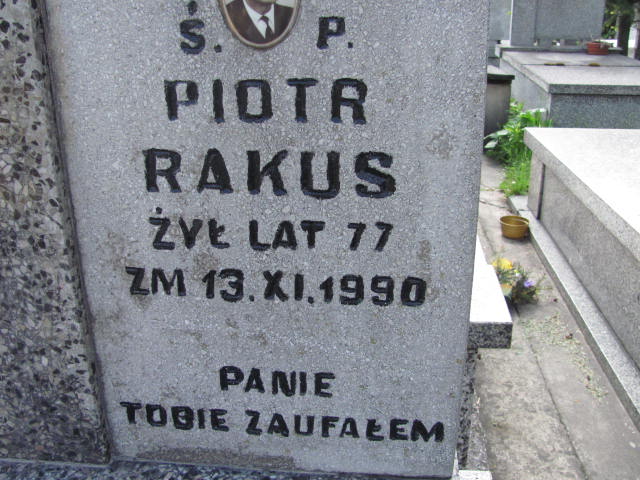 Ś. P.
PIOTR
RAKUS
ŻYŁ LAT 77
ZM 13.XI.1990
PANIE
TOBIE ZAUFAŁEM